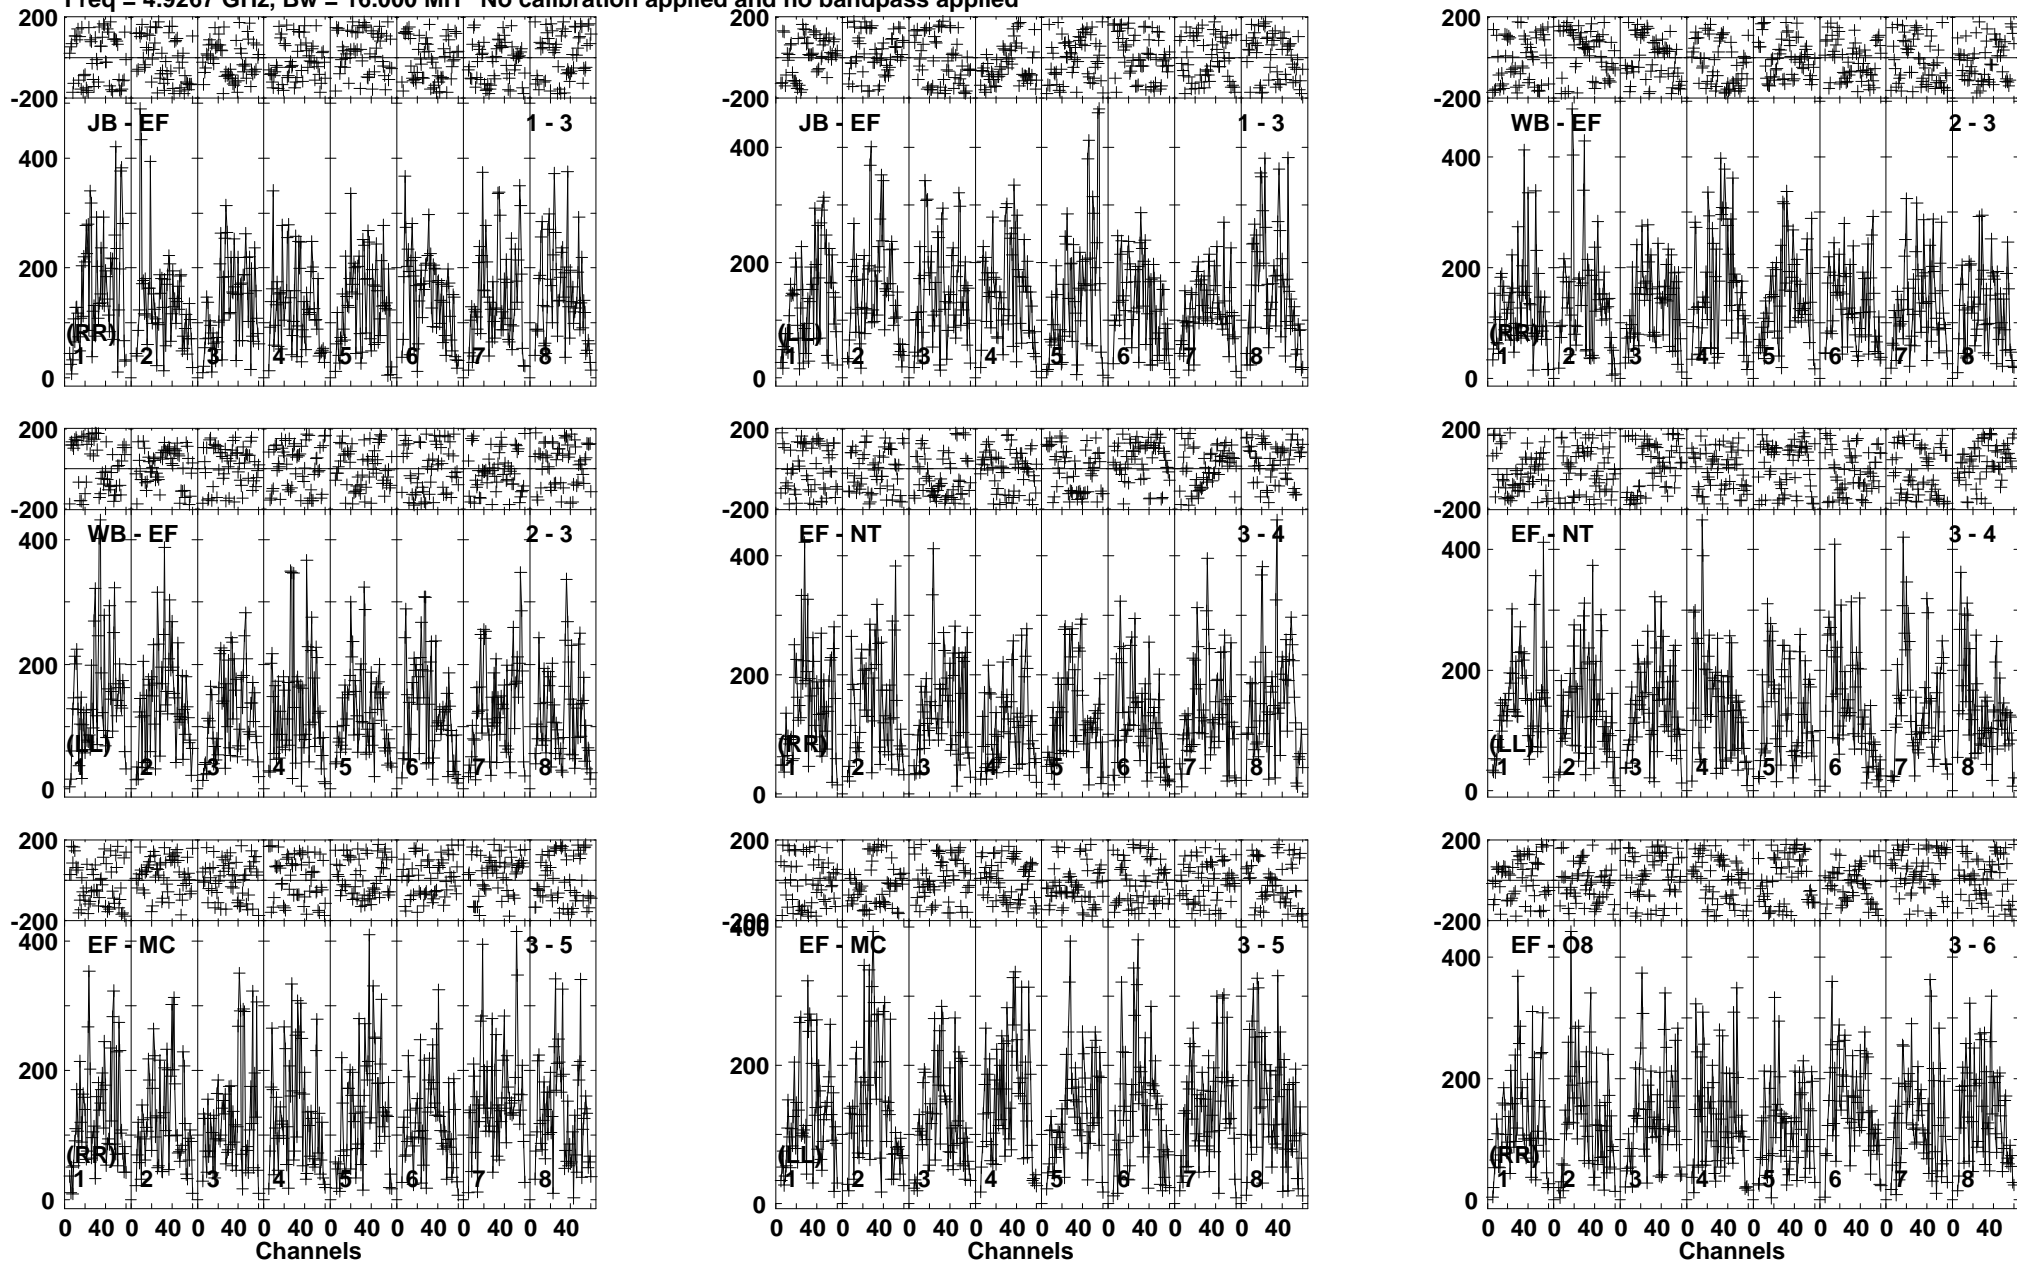 Freq = 4.9267 GHz, Bw = 16.000 MH No calibration applied and no bandpass applied
200 200 200
-200 -200 -200
JB - EF 1 - 3 JB - EF 1 - 3 WB - EF 2 - 3
400 400 400
200 200 200
(RR) (LL) (RR)
1 2 3 4 5 6 7 8 1 2 3 4 5 6 7 8 1 2 3 4 5 6 7 8
0 0 0
200 200 200
-200 -200 -200
WB - EF 2 - 3 EF - NT 3 - 4 EF - NT 3 - 4
400 400 400
200 200 200
(LL) (RR) (LL)
1 2 3 4 5 6 7 8 1 2 3 4 5 6 7 8 1 2 3 4 5 6 7 8
0 0 0
200 200 200
-200 -200 -200
EF - MC 3 - 5 EF - MC 3 - 5 EF - O8 3 - 6
400 400 400
200 200 200
(RR) (LL) (RR)
1 2 3 4 5 6 7 8 1 2 3 4 5 6 7 8 1 2 3 4 5 6 7 8
0 0 0
0 40 0 40 0 40 0 40 0 40 0 40 0 40 0 40 0 40 0 40 0 40 0 40 0 40 0 40 0 40 0 40 0 40 0 40 0 40 0 40 0 40 0 40 0 40 0 40
Channels Channels